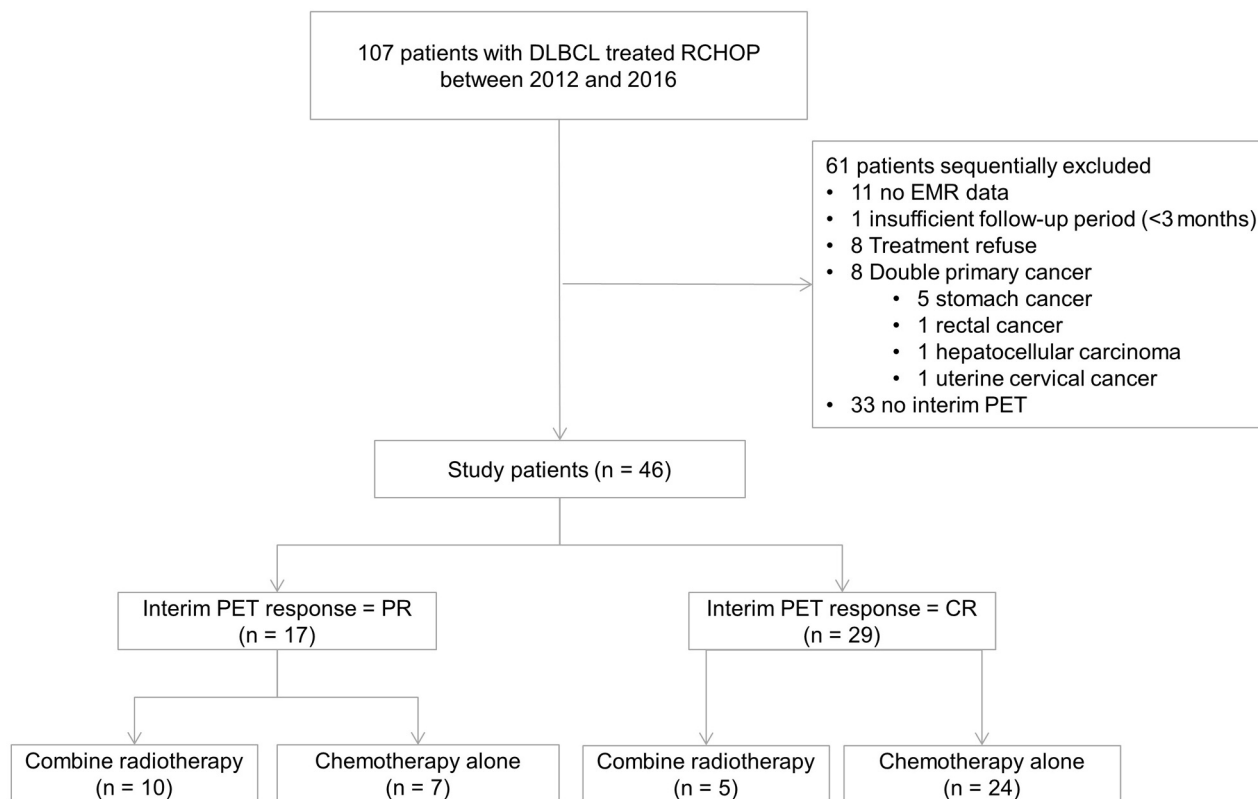 107 patients with DLBCL treated RCHOP
between 2012 and 2016
61 patients sequentially excluded
• 11 no EMR data
• 1 insufficient follow-up period (<3 months)
• 8 Treatment refuse
• 8 Double primary cancer
• 5 stomach cancer
• 1 rectal cancer
• 1 hepatocellular carcinoma
• 1 uterine cervical cancer
• 33 no interim PET
Study patients (n = 46)
Interim PET response = PR
(n = 17)
Interim PET response = CR
(n = 29)
Combine radiotherapy
(n = 10)
Chemotherapy alone
(n = 7)
Combine radiotherapy
(n = 5)
Chemotherapy alone
(n = 24)